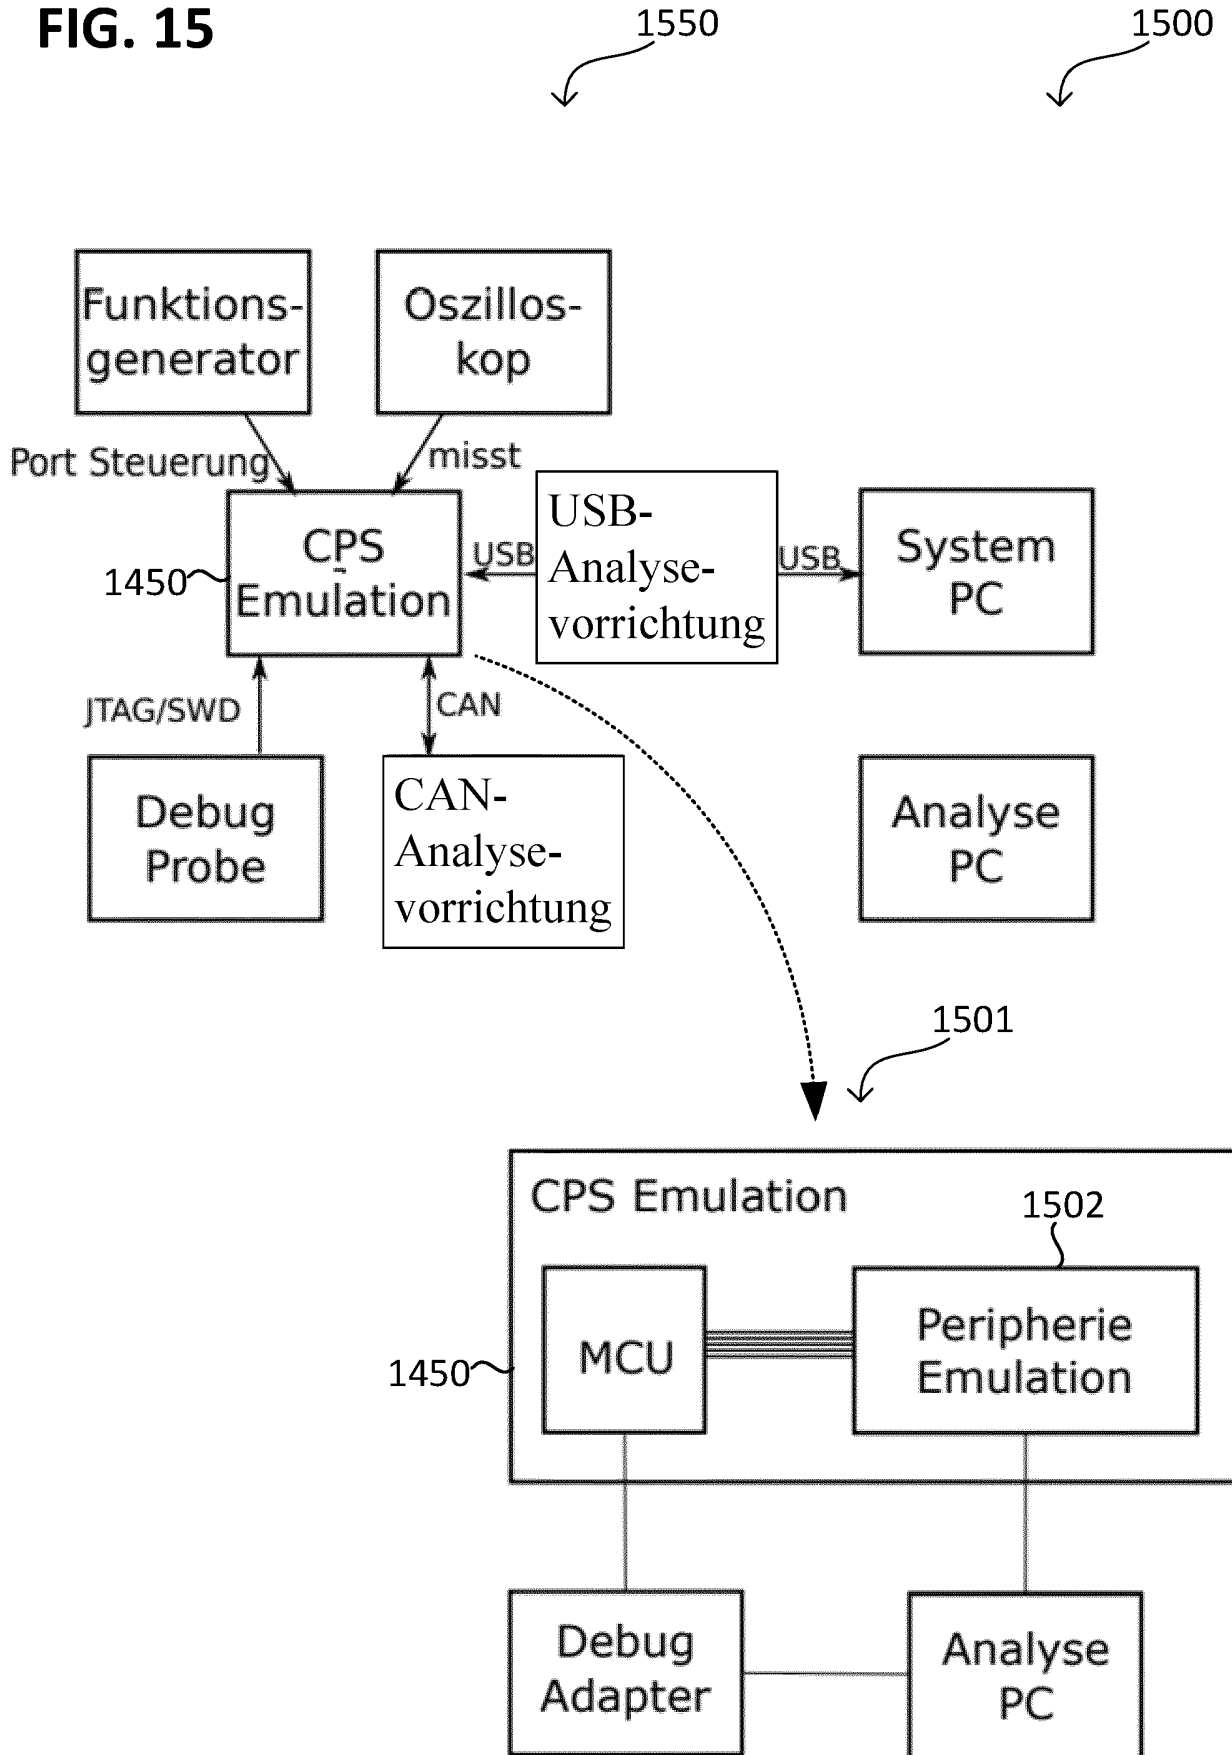 FIG. 15
1550
1500
Funktions-
generator
Oszillos-
kop
Port Steuerung
misst
CPS
Emulation
1450
USB
USB-
Analyse-
vorrichtung
USB
System
PC
JTAG/SWD
CAN
Debug
Probe
CAN-
Analyse-
vorrichtung
Analyse
PC
1501
CPS Emulation
1502
MCU
Peripherie
Emulation
1450
Debug
Adapter
Analyse
PC